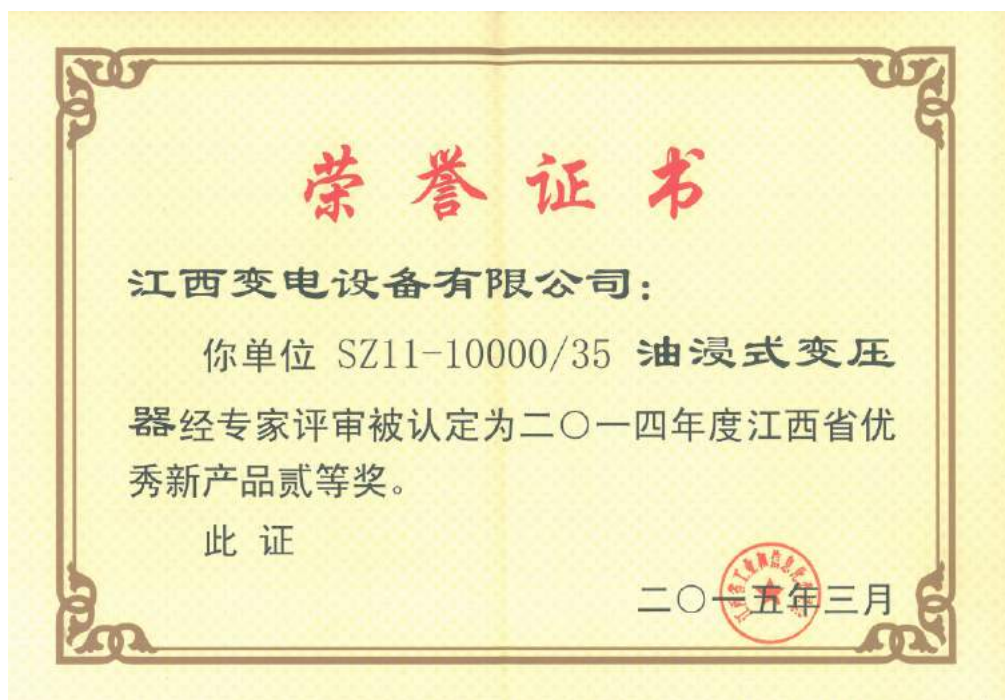 荣誉证书
江西变电设备有限公司：
你单位 SZ11-10000/35 油浸式变压
器经专家评审被认定为二〇一四年度江西省优
秀新产品贰等奖。
此 证
二〇一五年三月